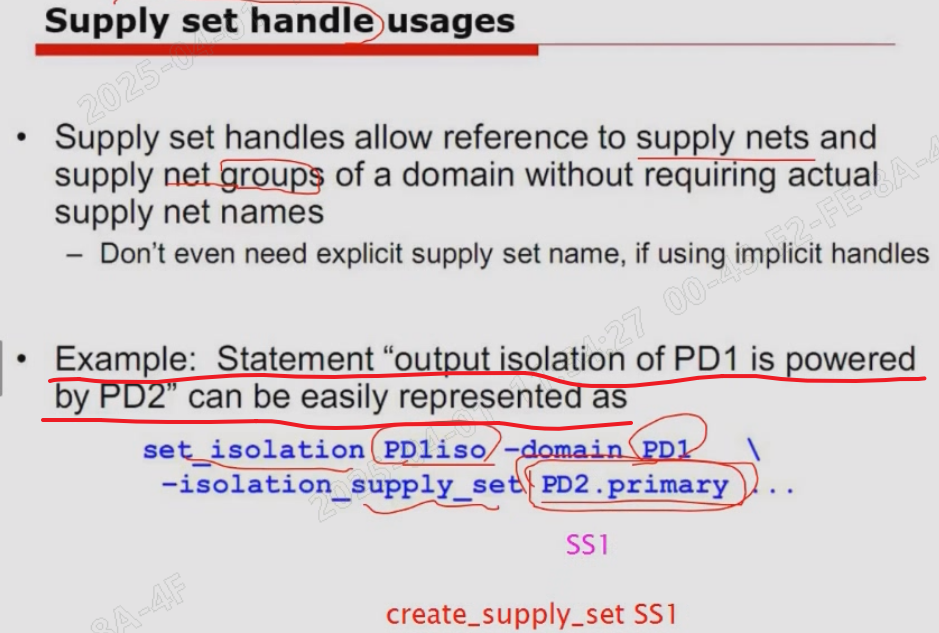 Supply set handle usages
• Supply set handles allow reference to supply nets and
supply net groups of a domain without requiring actual
supply net names
– Don't even need explicit supply set name, if using implicit handles
• Example: Statement “output isolation of PD1 is powered
by PD2” can be easily represented as
set_isolation PD1iso -domain PD1 \
-isolation_supply_set PD2.primary ...
SS1
create_supply_set SS1